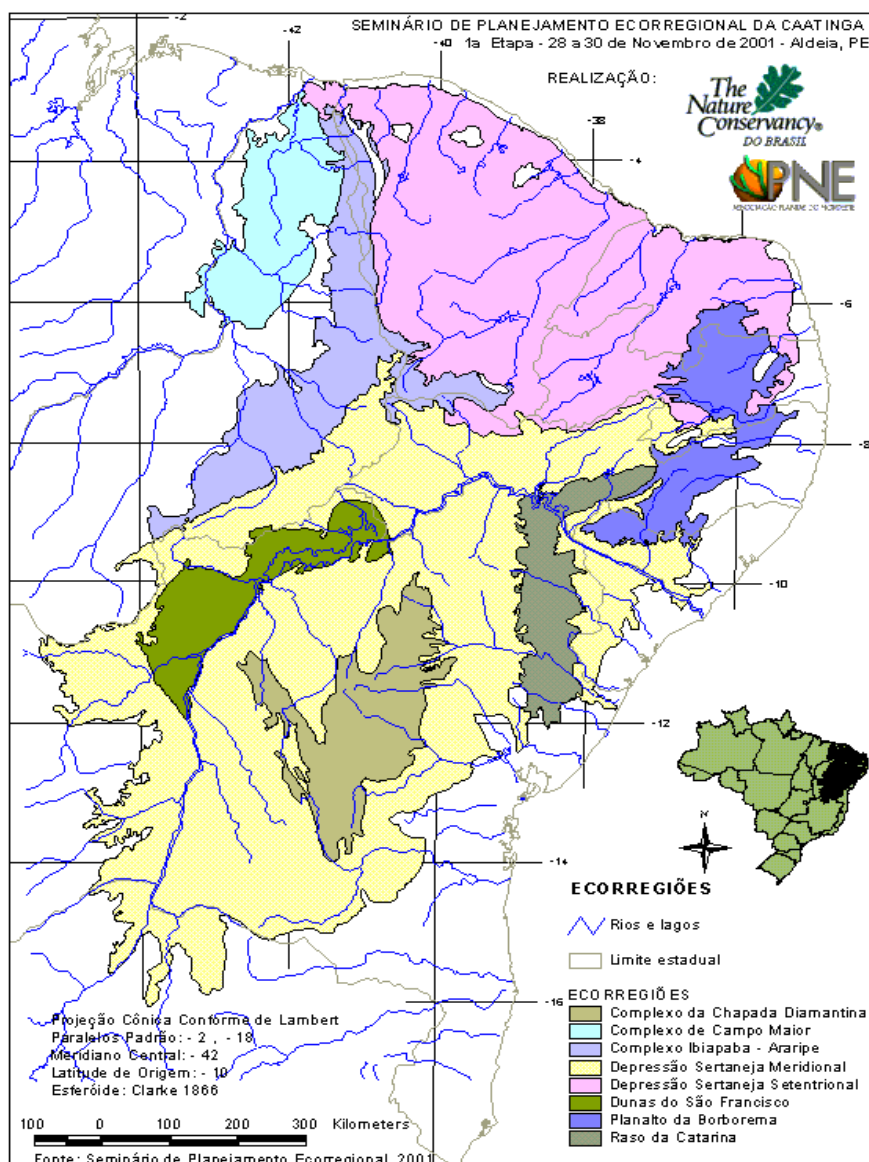 SEMINÁRIO DE PLANEJAMENTO ECORREGIONAL DA CAATINGA
1a Etapa - 28 a 30 de Novembro de 2001 - Aldeia, PE
REALIZAÇÃO:
The
Nature
Conservancy®
DO BRASIL
PNE
ASSOCIAÇÃO PLANTAS DO NORDESTE
-2
-42
-40
-38
-4
-6
-8
-10
-12
-14
-16
N
ECORREGIÕES
Rios e lagos
Limite estadual
ECORREGIÕES
Complexo da Chapada Diamantina
Complexo de Campo Maior
Complexo Ibiapaba - Araripe
Depressão Sertaneja Meridional
Depressão Sertaneja Setentrional
Dunas do São Francisco
Planalto da Borborema
Raso da Catarina
Projeção Cônica Conforme de Lambert
Paralelos Padrão: - 2 , - 18
Meridiano Central: - 42
Latitude de Origem: - 10
Esferóide: Clarke 1866
100 0 100 200 300 Kilometers
Fonte: Seminário de Planejamento Ecorregional, 2001